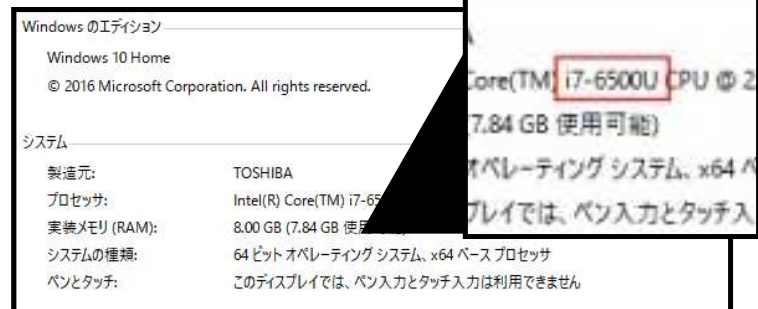 Windows のエディション
Windows 10 Home
© 2016 Microsoft Corporation. All rights reserved.
システム
製造元: TOSHIBA
プロセッサ: Intel(R) Core(TM) i7-65
実装メモリ (RAM): 8.00 GB (7.84 GB 使用
システムの種類: 64 ビット オペレーティング システム、x64 ベース プロセッサ
ペンとタッチ: このディスプレイでは、ペン入力とタッチ入力は利用できません
Core(TM) i7-6500U CPU @ 2
7.84 GB 使用可能)
オペレーティング システム、x64
プレイでは、ペン入力とタッチ入